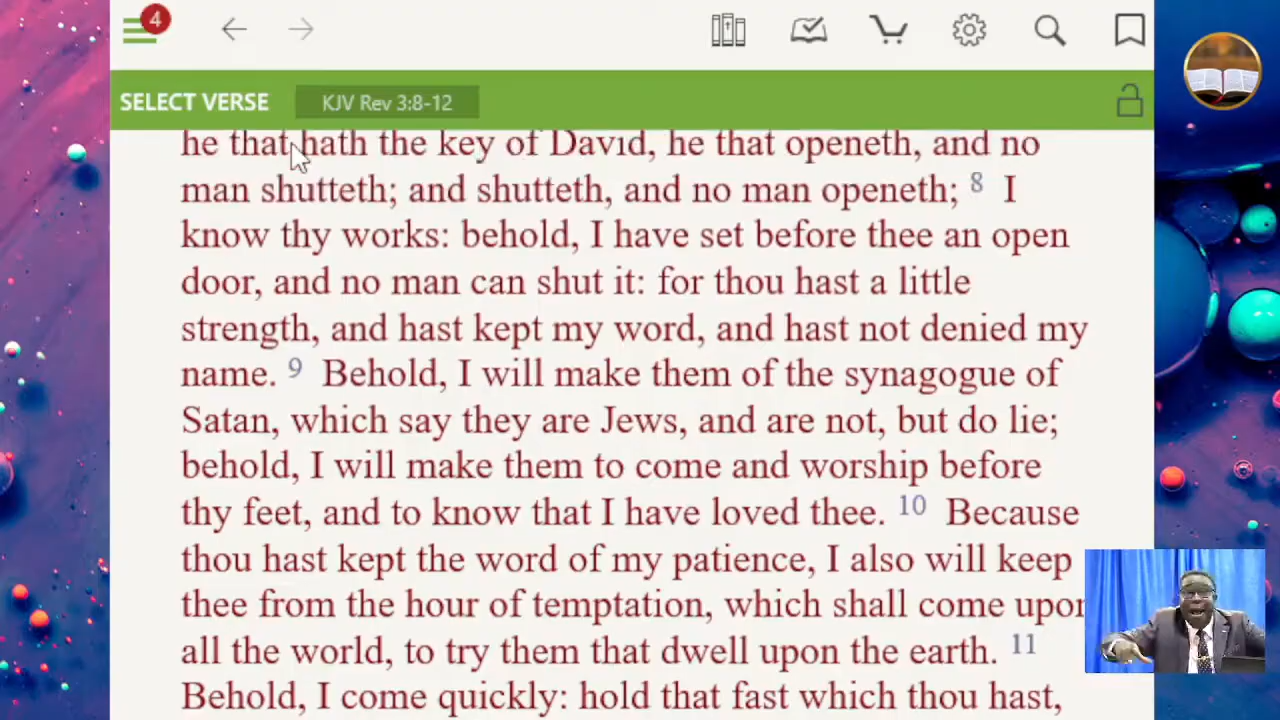 4
SELECT VERSE KJV Rev 3:8-12
he that hath the key of David, he that openeth, and no
man shutteth; and shutteth, and no man openeth; 8 I
know thy works: behold, I have set before thee an open
door, and no man can shut it: for thou hast a little
strength, and hast kept my word, and hast not denied my
name. 9 Behold, I will make them of the synagogue of
Satan, which say they are Jews, and are not, but do lie;
behold, I will make them to come and worship before
thy feet, and to know that I have loved thee. 10 Because
thou hast kept the word of my patience, I also will keep
thee from the hour of temptation, which shall come upon
all the world, to try them that dwell upon the earth. 11
Behold, I come quickly: hold that fast which thou hast,